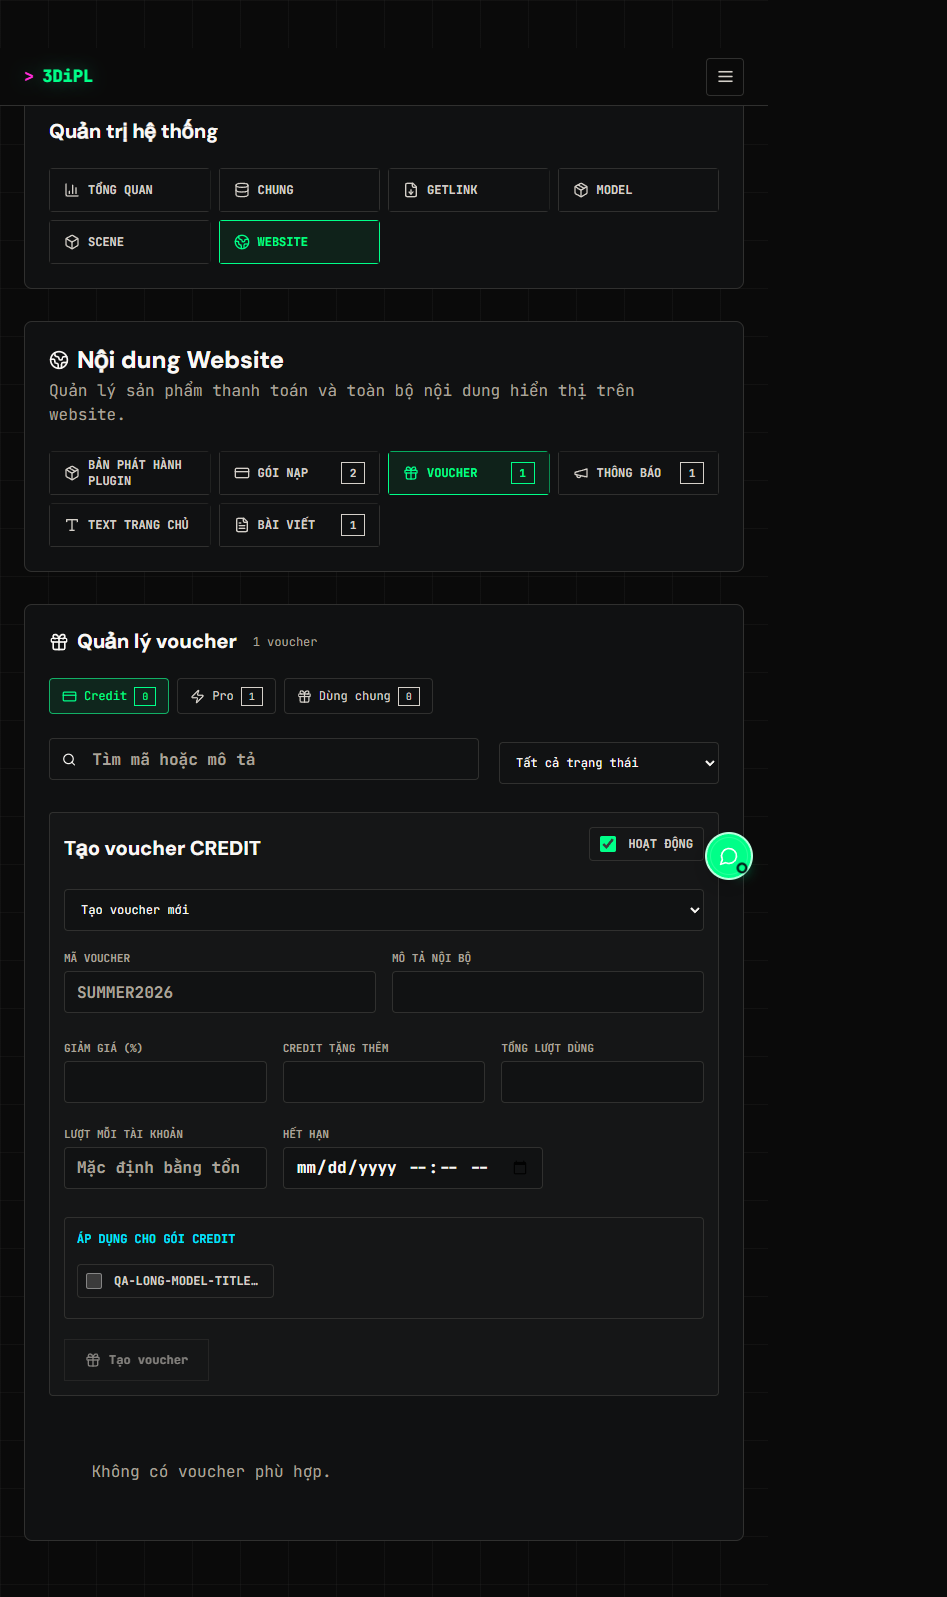 > 3DiPL
Quản trị hệ thống
TỔNG QUAN
CHUNG
GETLINK
MODEL
SCENE
WEBSITE
Nội dung Website
Quản lý sản phẩm thanh toán và toàn bộ nội dung hiển thị trên
website.
BẢN PHÁT HÀNH
PLUGIN
GÓI NẠP 2
VOUCHER 1
THÔNG BÁO 1
TEXT TRANG CHỦ
BÀI VIẾT 1
Quản lý voucher 1 voucher
Credit 0
Pro 1
Dùng chung 0
Tìm mã hoặc mô tả
Tất cả trạng thái
Tạo voucher CREDIT
HOẠT ĐỘNG
Tạo voucher mới
MÃ VOUCHER
MÔ TẢ NỘI BỘ
SUMMER2026
GIẢM GIÁ (%)
CREDIT TẶNG THÊM
TỔNG LƯỢT DÙNG
LƯỢT MỖI TÀI KHOẢN
HẾT HẠN
Mặc định bằng tổn
mm/dd/yyyy --:-- --
ÁP DỤNG CHO GÓI CREDIT
QA-LONG-MODEL-TITLE…
Tạo voucher
Không có voucher phù hợp.